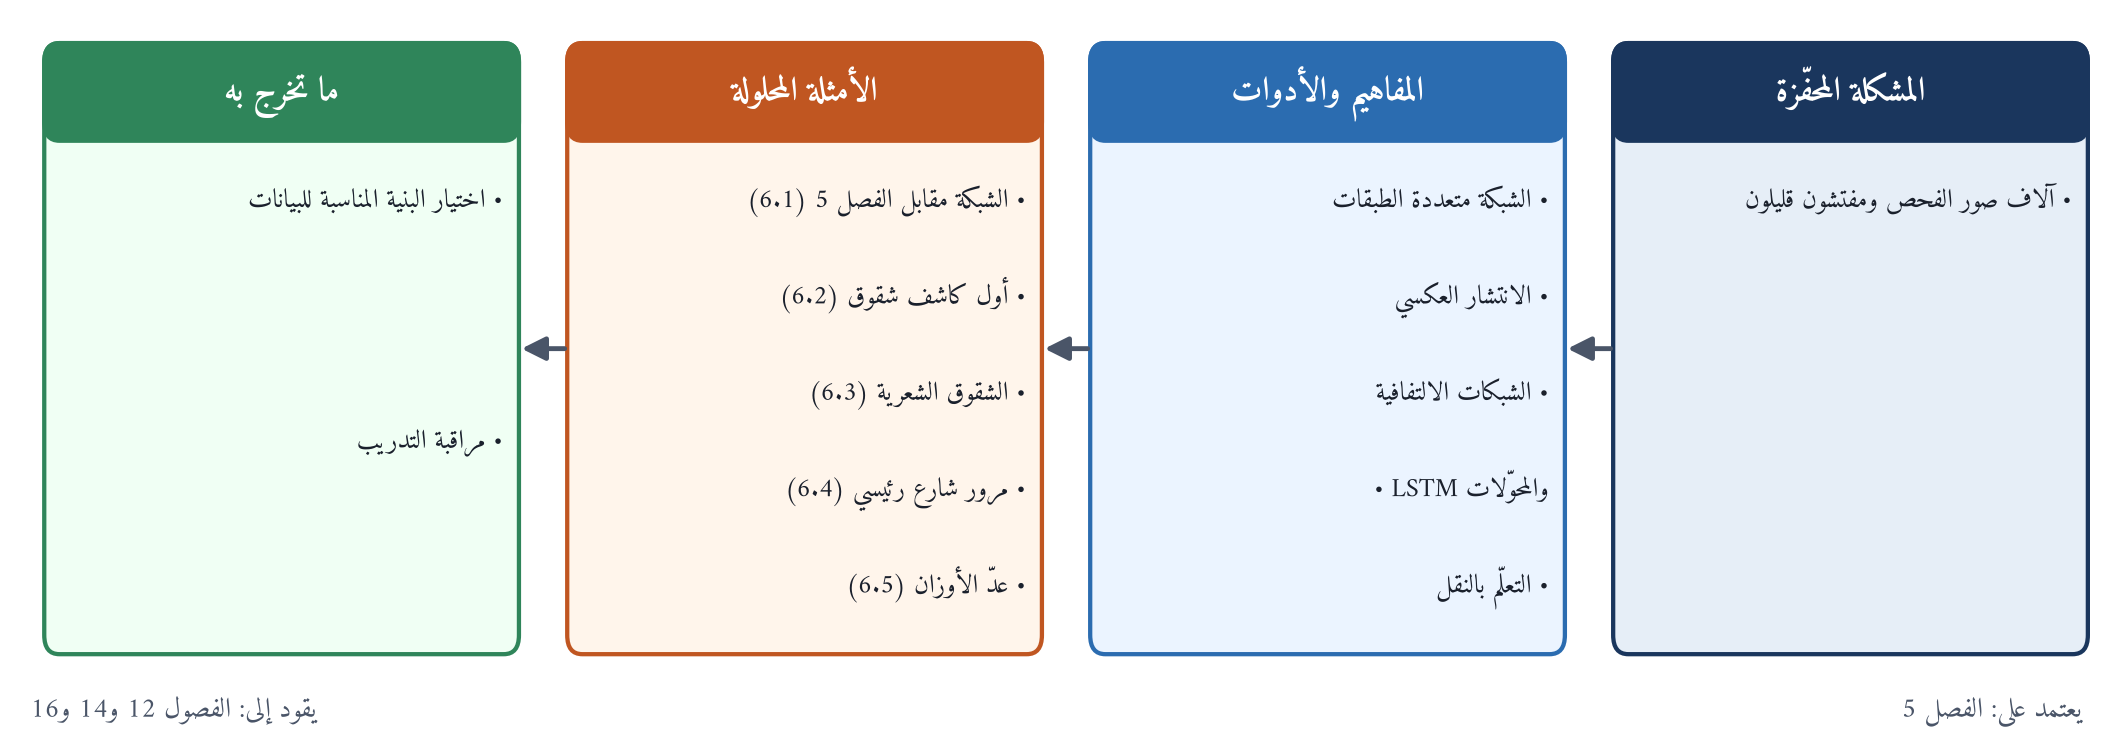 المشكلة المحفّزة
• آلاف صور الفحص ومفتشون قليلون
المفاهيم والأدوات
• الشبكة متعددة الطبقات
• الانتشار العكسي
• الشبكات الالتفافية
والمحوّلات LSTM •
• التعلّم بالنقل
الأمثلة المحلولة
• الشبكة مقابل الفصل 5 (6.1)
• أول كاشف شقوق (6.2)
• الشقوق الشعرية (6.3)
• مرور شارع رئيسي (6.4)
• عدّ الأوزان (6.5)
ما تخرج به
• اختيار البنية المناسبة للبيانات
• مراقبة التدريب
يعتمد على: الفصل 5
يقود إلى: الفصول 12 و14 و16